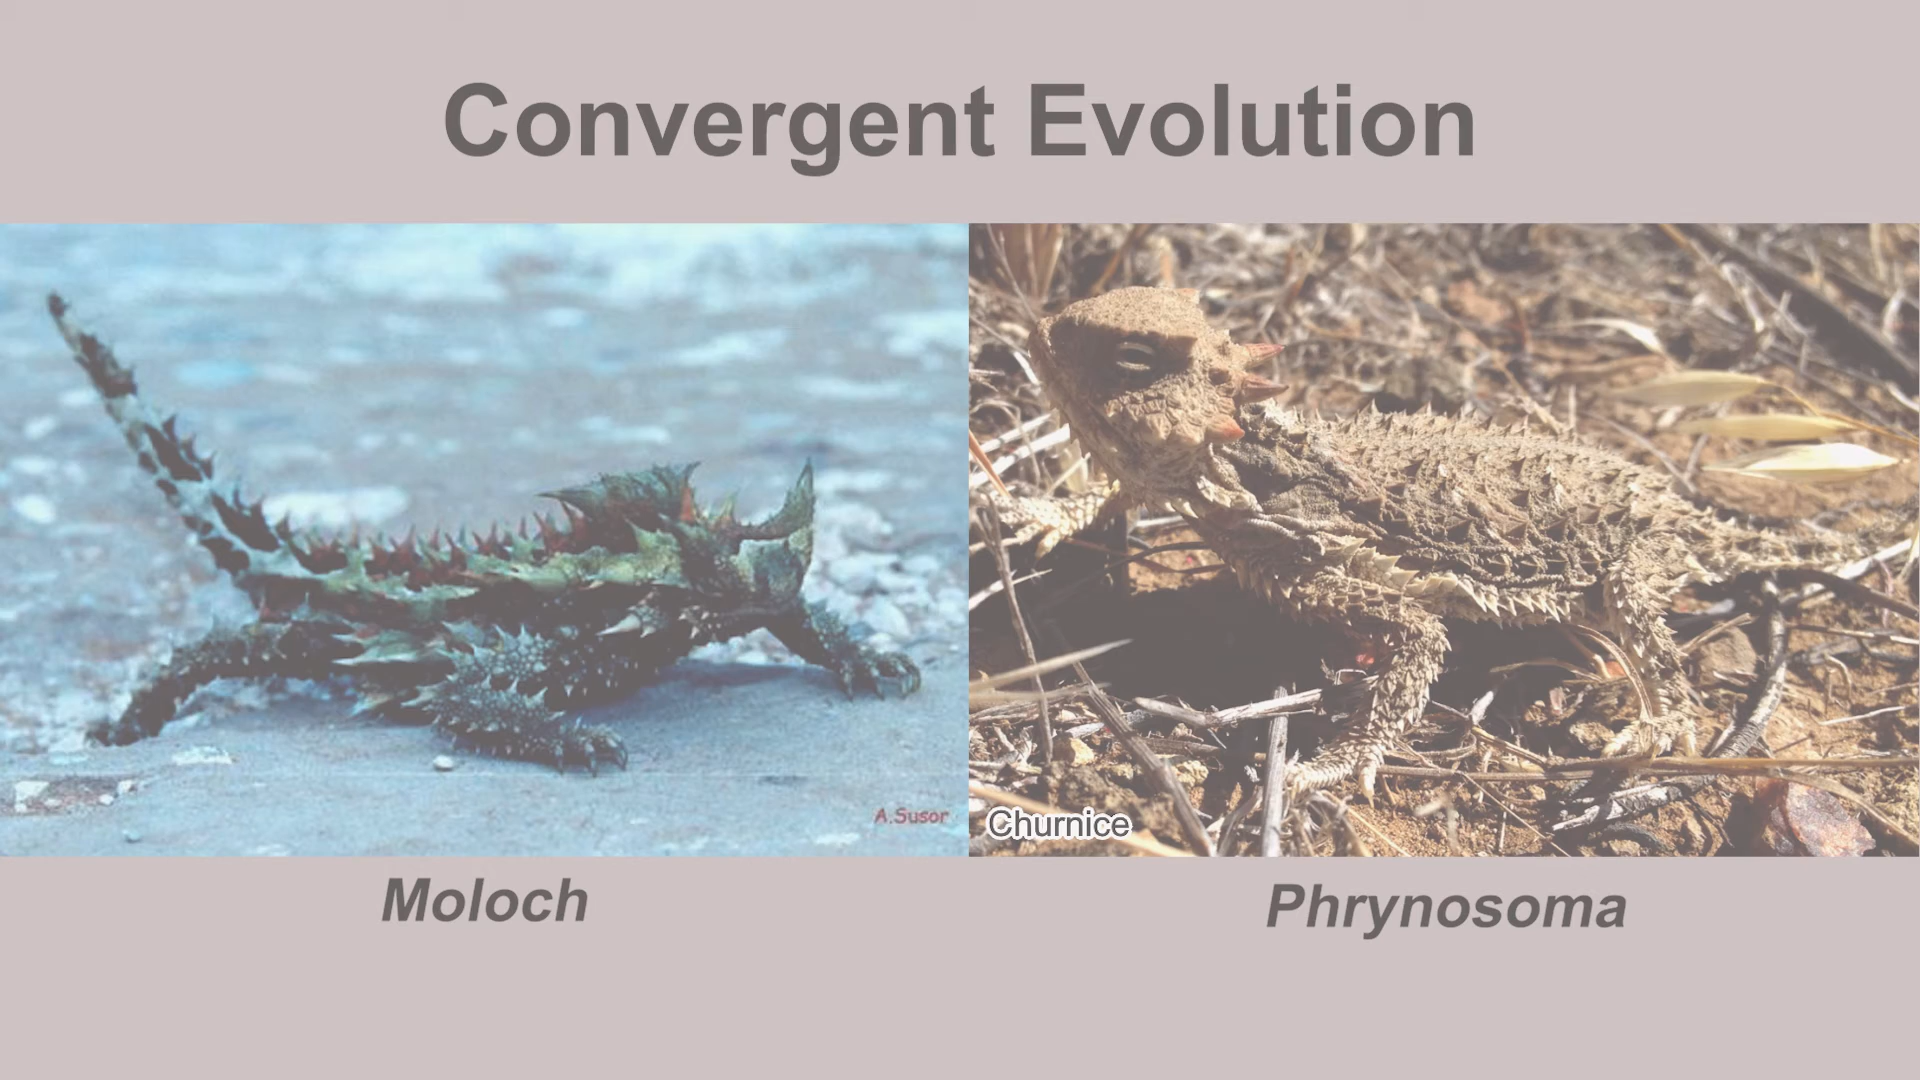 Convergent Evolution
A.Susor
Churnice
Moloch
Phrynosoma